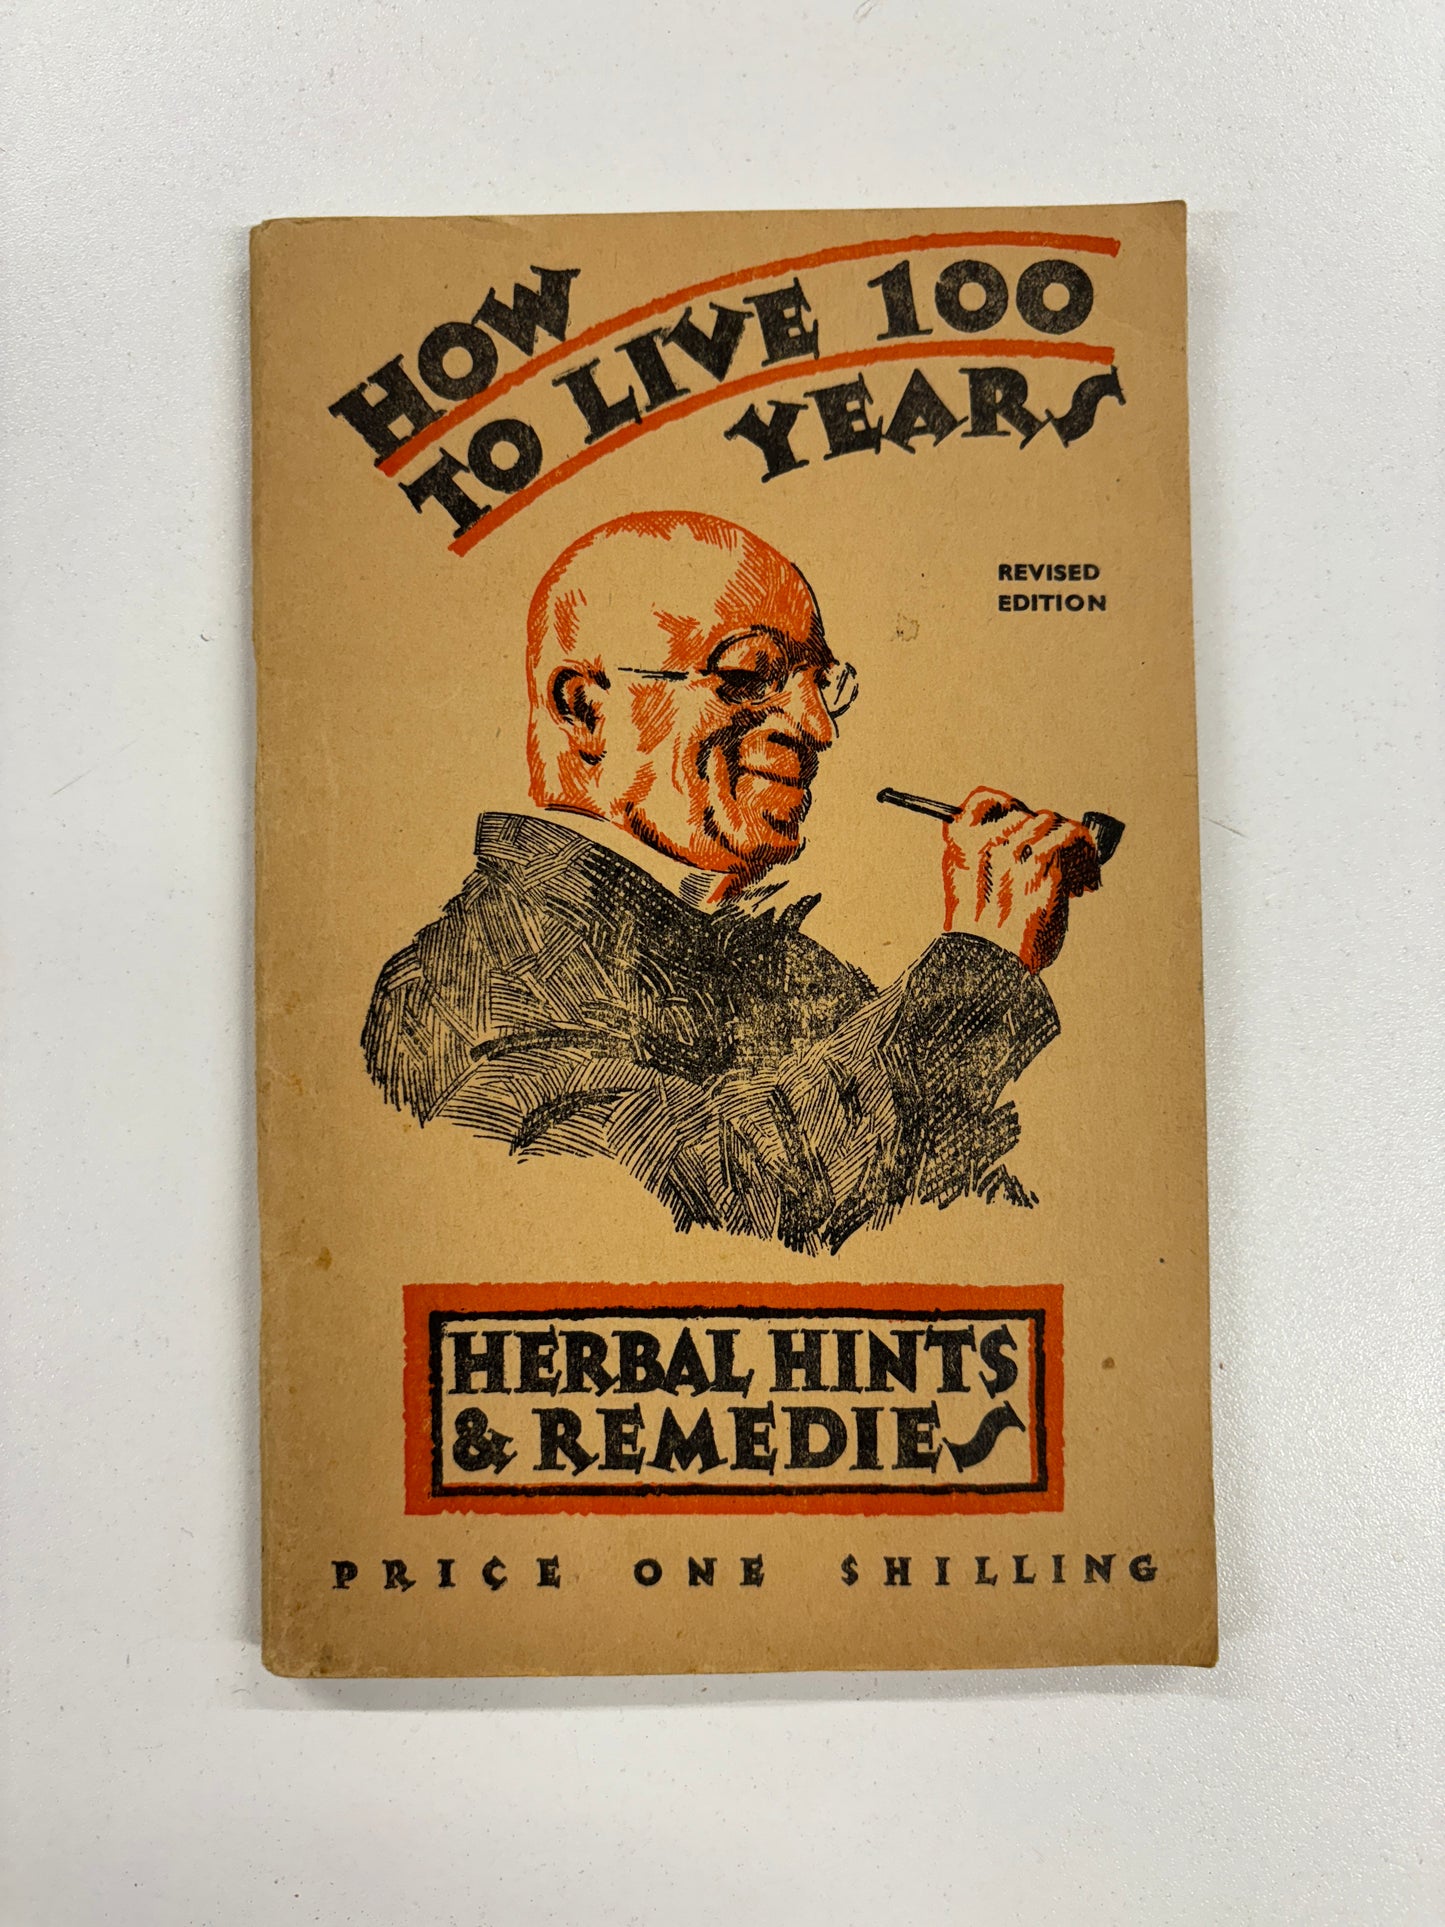 HOW
TO LIVE 100
YEARS
REVISED
EDITION
HERBAL HINTS
& REMEDIES
PRICE ONE SHILLING